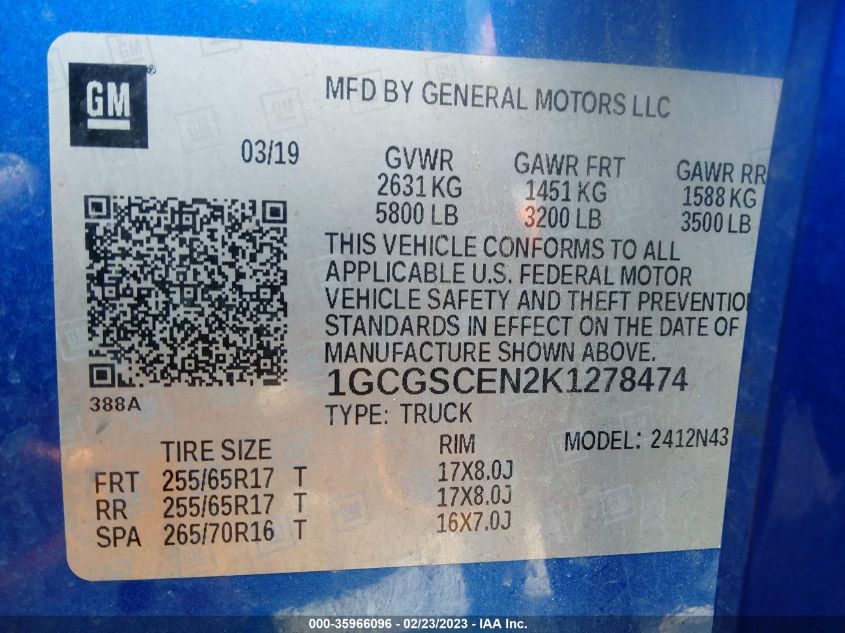 GM
®
MFD BY GENERAL MOTORS LLC
03/19
GVWR GAWR FRT GAWR RR
2631 KG 1451 KG 1588 KG
5800 LB 3200 LB 3500 LB
THIS VEHICLE CONFORMS TO ALL
APPLICABLE U.S. FEDERAL MOTOR
VEHICLE SAFETY AND THEFT PREVENTIO
STANDARDS IN EFFECT ON THE DATE OF
MANUFACTURE SHOWN ABOVE.
1GCGSCEN2K1278474
388A
TYPE: TRUCK
TIRE SIZE RIM MODEL: 2412N43
FRT 255/65R17 T 17X8.0J
RR 255/65R17 T 17X8.0J
SPA 265/70R16 T 16X7.0J
000-35966096 - 02/23/2023 - IAA Inc.